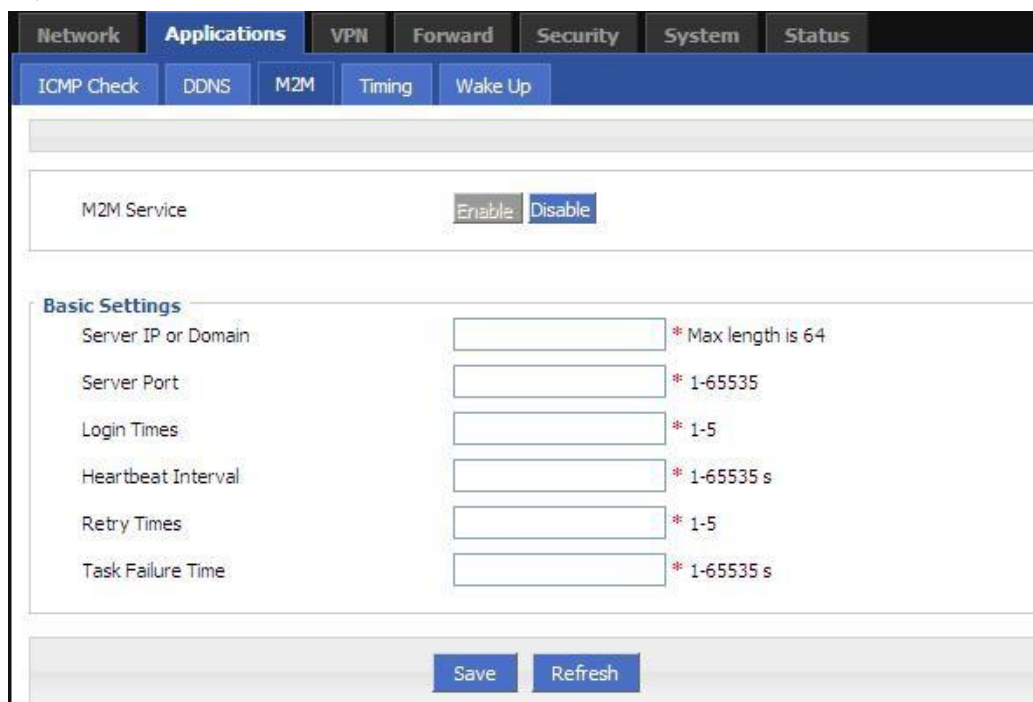 Network Applications VPN Forward Security System Status
ICMP Check DDNS M2M Timing Wake Up
M2M Service Enable Disable
Basic Settings
Server IP or Domain * Max length is 64
Server Port * 1-65535
Login Times * 1-5
Heartbeat Interval * 1-65535 s
Retry Times * 1-5
Task Failure Time * 1-65535 s
Save Refresh